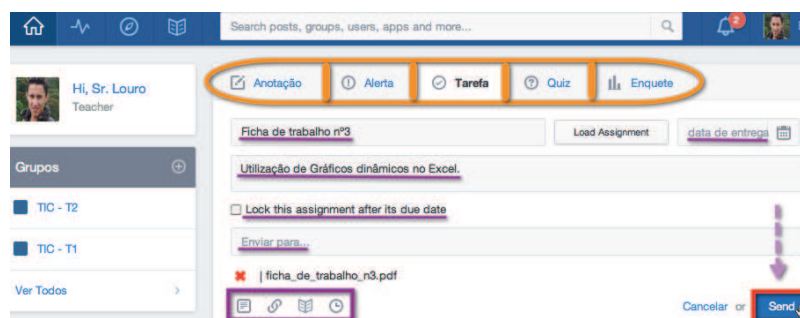 Search posts, groups, users, apps and more...
2
Hi, Sr. Louro
Teacher
Anotação Alerta Tarefa Quiz Enquete
Ficha de trabalho nº3 Load Assignment data de entrega
Utilização de Gráficos dinâmicos no Excel.
Grupos
TIC - T2
Lock this assignment after its due date
TIC - T1
Enviar para...
| ficha_de_trabalho_n3.pdf
Ver Todos
Cancelar or Send